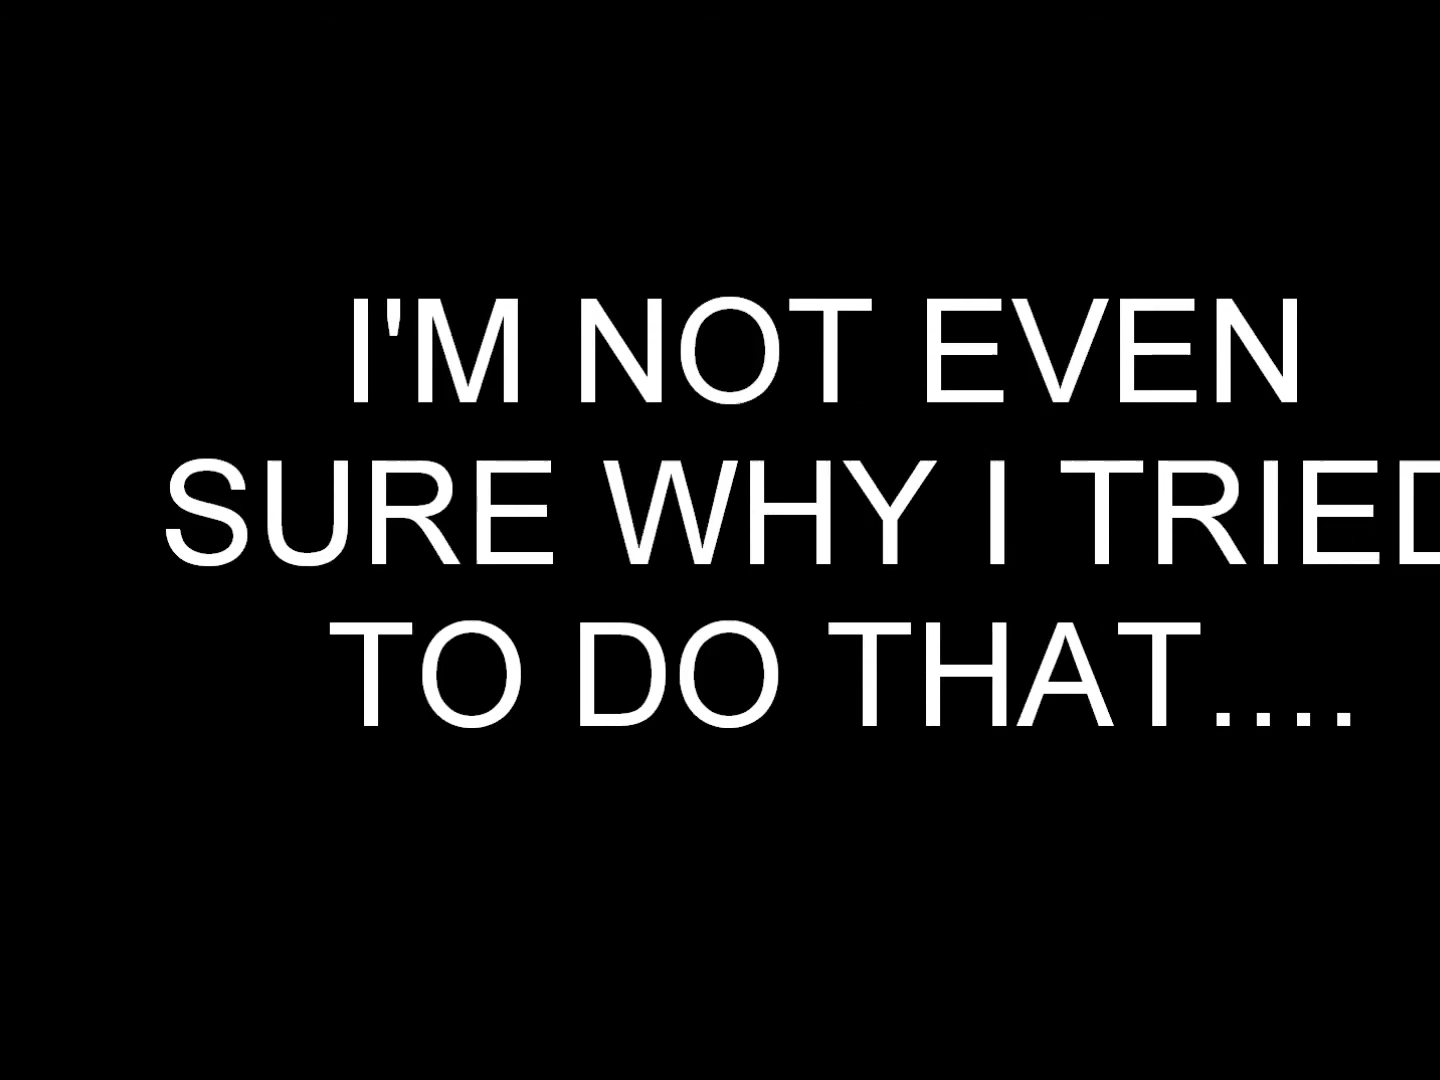 I'M NOT EVEN
SURE WHY I TRIED
TO DO THAT....